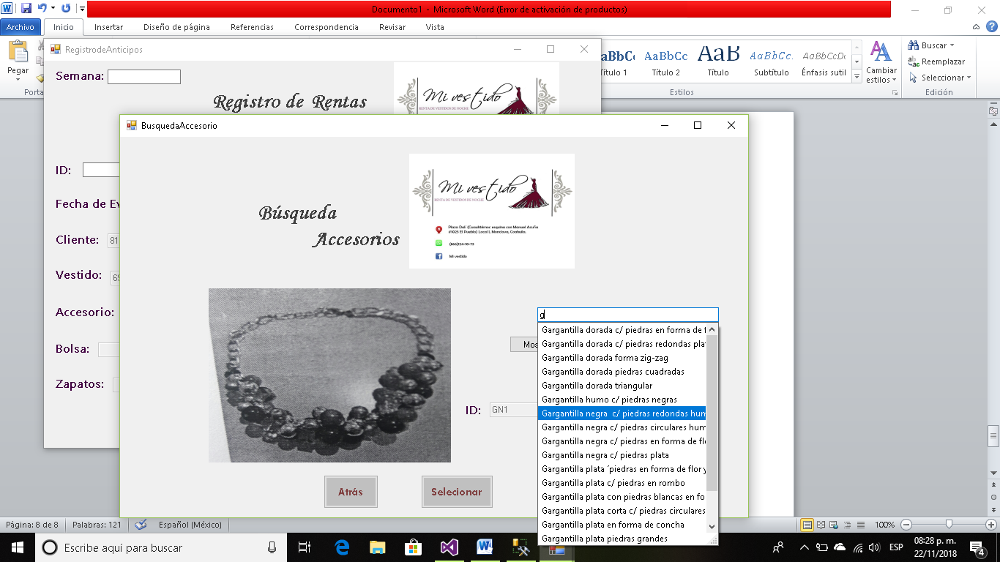 Documento1 - Microsoft Word (Error de activación de productos)
Archivo Inicio Insertar Diseño de página Referencias Correspondencia Revisar Vista
Pegar
Porta
AaBbC AaBbCc AaB AaBbCc. AaBbCcDc
Título 1 Título 2 Título Subtítulo Énfasis sutil
Cambiar estilos
Estilos
Buscar
Reemplazar
Seleccionar
Edición
RegistrodeAnticipos
Semana:
Registro de Rentas
Mi vestido
RENTA DE VESTIDOS DE NOCHE
ID:
Fecha de Ev
Cliente: 81
Vestido: 69
Accesorio:
Bolsa:
Zapatos:
BusquedaAccesorio
Búsqueda
Accesorios
Mi vestido
RENTA DE VESTIDOS DE NOCHE
Plaza Dalí (Cuauhtémoc esquina con Manuel Acuña
#1025 El Pueblo) Local I, Monclova, Coahuila.
(866)124-10-73
Mi vestido
g
Mos
ID: GN1
Gargantilla dorada c/ piedras en forma de f
Gargantilla dorada c/ piedras redondas plat
Gargantilla dorada forma zig-zag
Gargantilla dorada piedras cuadradas
Gargantilla dorada triangular
Gargantilla humo c/ piedras negras
Gargantilla negra  c/ piedras redondas hum
Gargantilla negra c/ piedras circulares hum
Gargantilla negra c/ piedras en forma de flo
Gargantilla negra c/ piedras plata
Gargantilla plata ´piedras en forma de flor y
Gargantilla plata c/ piedras en rombo
Gargantilla plata con piedras blancas en fo
Gargantilla plata corta c/ piedras circulares
Gargantilla plata en forma de concha
Gargantilla plata piedras grandes
Atrás Selecionar
Página: 8 de 8 Palabras: 121 Español (México) 100%
Escribe aquí para buscar
ESP
08:28 p. m.
22/11/2018
4